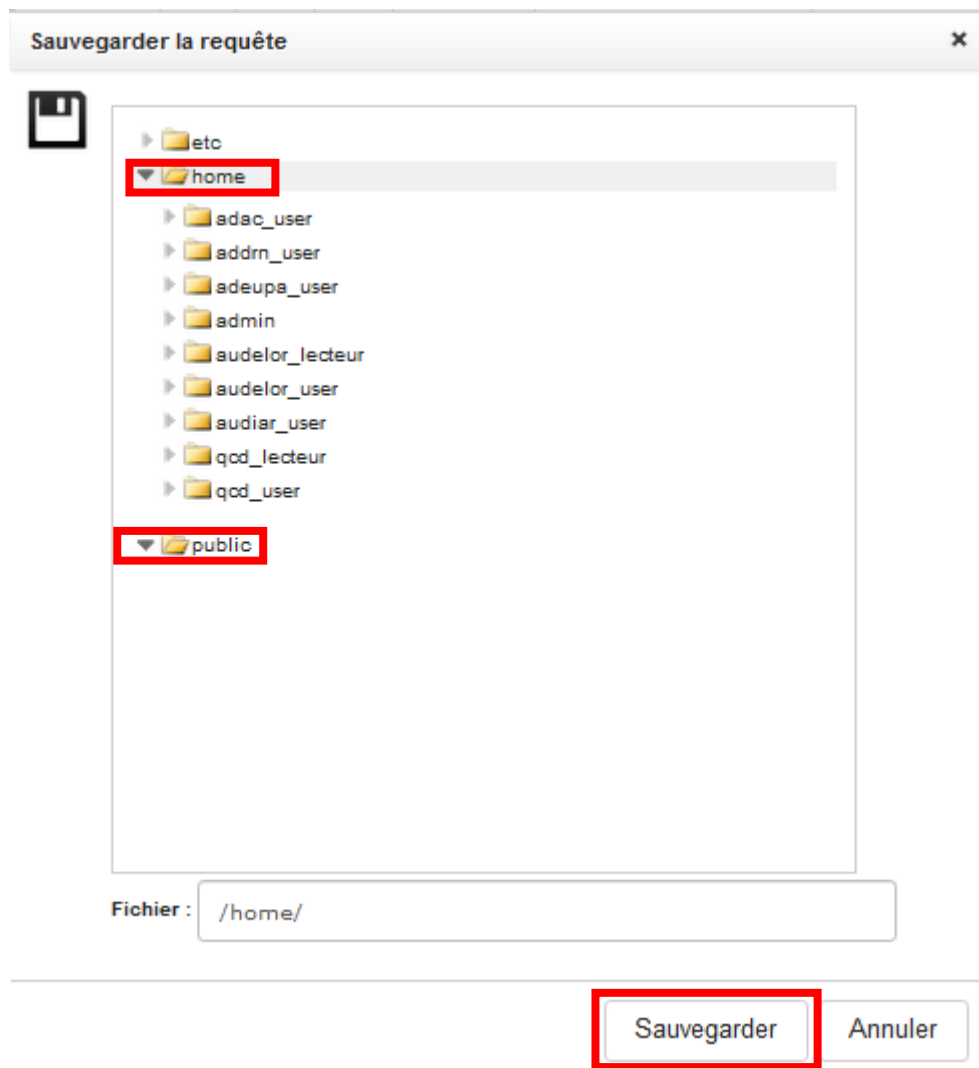 Sauvegarder la requête
etc
home
adac_user
addrn_user
adeupa_user
admin
audelor_lecteur
audelor_user
audiar_user
qcd_lecteur
qcd_user
public
Fichier : /home/
Sauvegarder Annuler